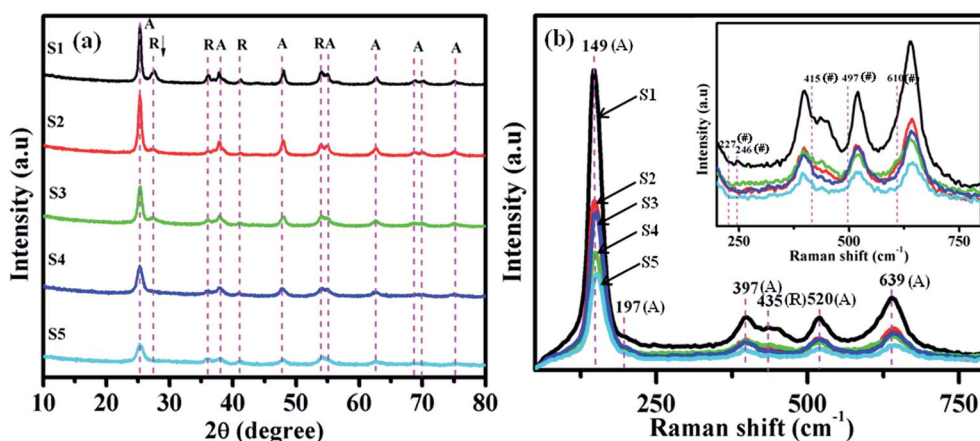 (a)
A
R
R A R A R A A A A
S1
S2
S3
S4
S5
Intensity (a.u)
10 20 30 40 50 60 70 80
2θ (degree)
(b)
149 (A)
S1
S2
S3
S4
S5
197 (A)
397 (A)
435 (R)
520 (A)
639 (A)
Intensity (a.u)
250 500 750
Raman shift (cm-1)
415 (#) 497 (#) 610 (#)
227 (#)
246 (#)
Intensity (a.u)
250 500 750
Raman shift (cm-1)